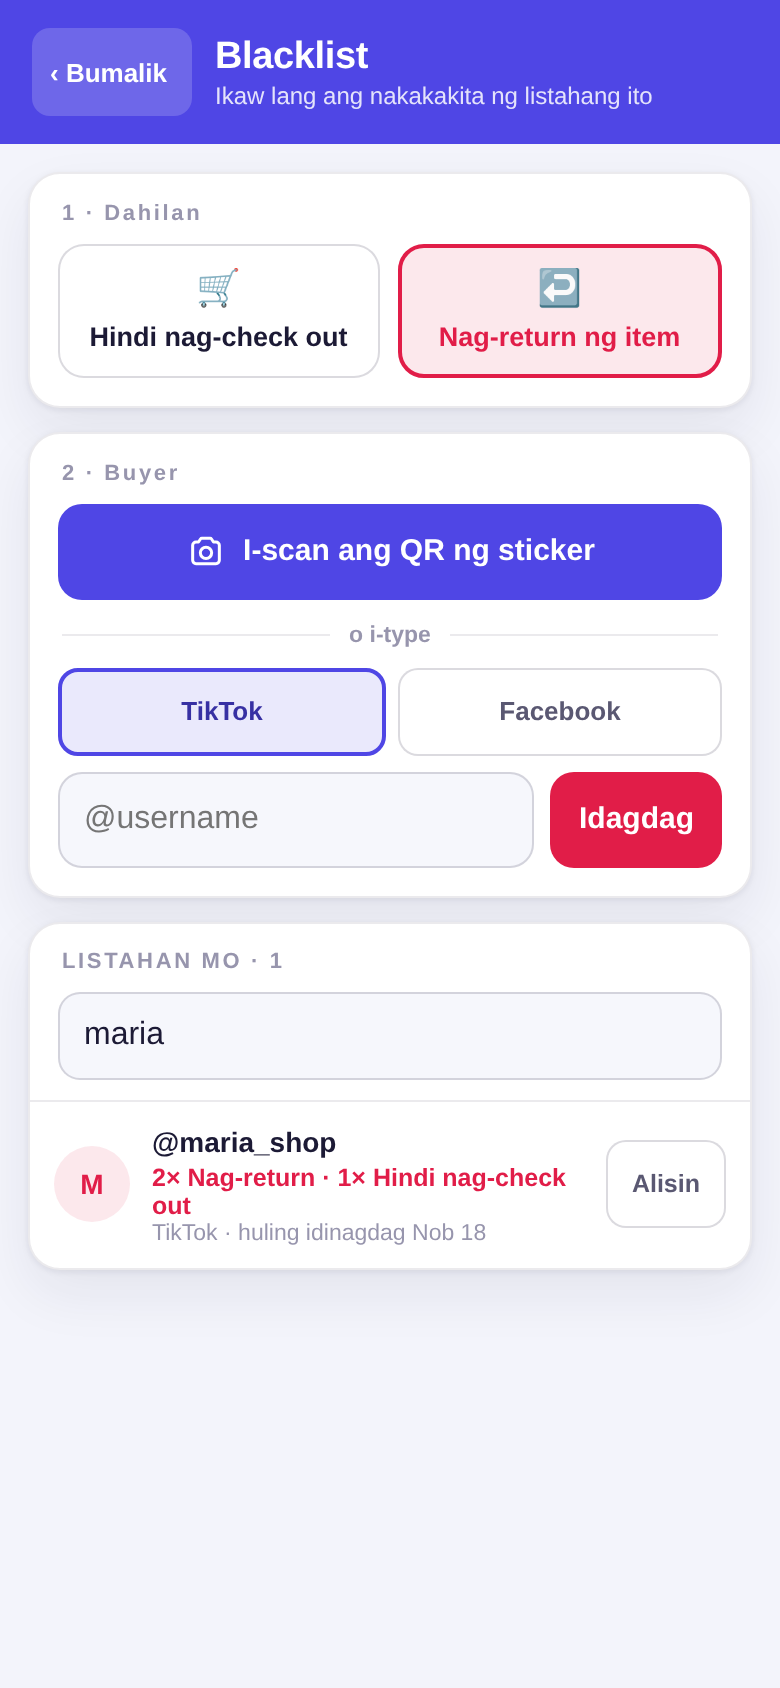 ‹ Bumalik
Blacklist
Ikaw lang ang nakakakita ng listahang ito
1 · Dahilan
Hindi nag-check out
Nag-return ng item
2 · Buyer
I-scan ang QR ng sticker
o i-type
TikTok
Facebook
@username
Idagdag
LISTAHAN MO · 1
maria
M
@maria_shop
2× Nag-return · 1× Hindi nag-check
out
TikTok · huling idinagdag Nob 18
Alisin